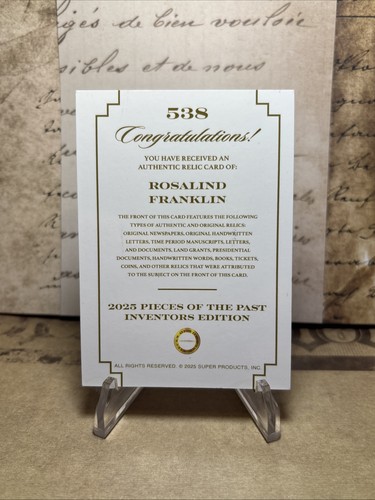 gés de bien vouloir
sibles et de nous
538
Congratulations!
YOU HAVE RECEIVED AN
AUTHENTIC RELIC CARD OF:
ROSALIND
FRANKLIN
THE FRONT OF THIS CARD FEATURES THE FOLLOWING
TYPES OF AUTHENTIC AND ORIGINAL RELICS:
ORIGINAL NEWSPAPERS, ORIGINAL HANDWRITTEN
LETTERS, TIME PERIOD MANUSCRIPTS, LETTERS,
AND DOCUMENTS, LAND GRANTS, PRESIDENTIAL
DOCUMENTS, HANDWRITTEN WORDS, BOOKS, TICKETS,
COINS, AND OTHER RELICS THAT WERE ATTRIBUTED
TO THE SUBJECT ON THE FRONT OF THIS CARD.
2025 PIECES OF THE PAST
INVENTORS EDITION
ALL RIGHTS RESERVED. © 2025 SUPER PRODUCTS, INC.